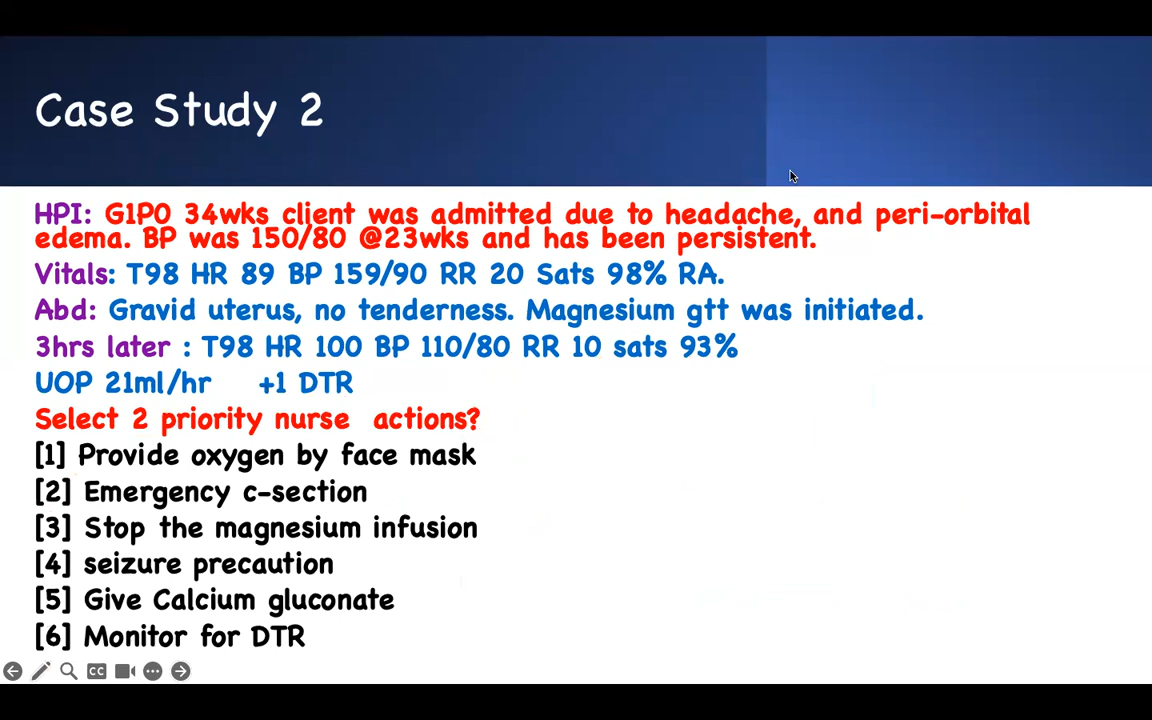 Case Study 2
HPI: G1P0 34wks client was admitted due to headache, and peri-orbital
edema. BP was 150/80 @23wks and has been persistent.
Vitals: T98 HR 89 BP 159/90 RR 20 Sats 98% RA.
Abd: Gravid uterus, no tenderness. Magnesium gtt was initiated.
3hrs later : T98 HR 100 BP 110/80 RR 10 sats 93%
UOP 21ml/hr +1 DTR
Select 2 priority nurse actions?
[1] Provide oxygen by face mask
[2] Emergency c-section
[3] Stop the magnesium infusion
[4] seizure precaution
[5] Give Calcium gluconate
[6] Monitor for DTR
CC